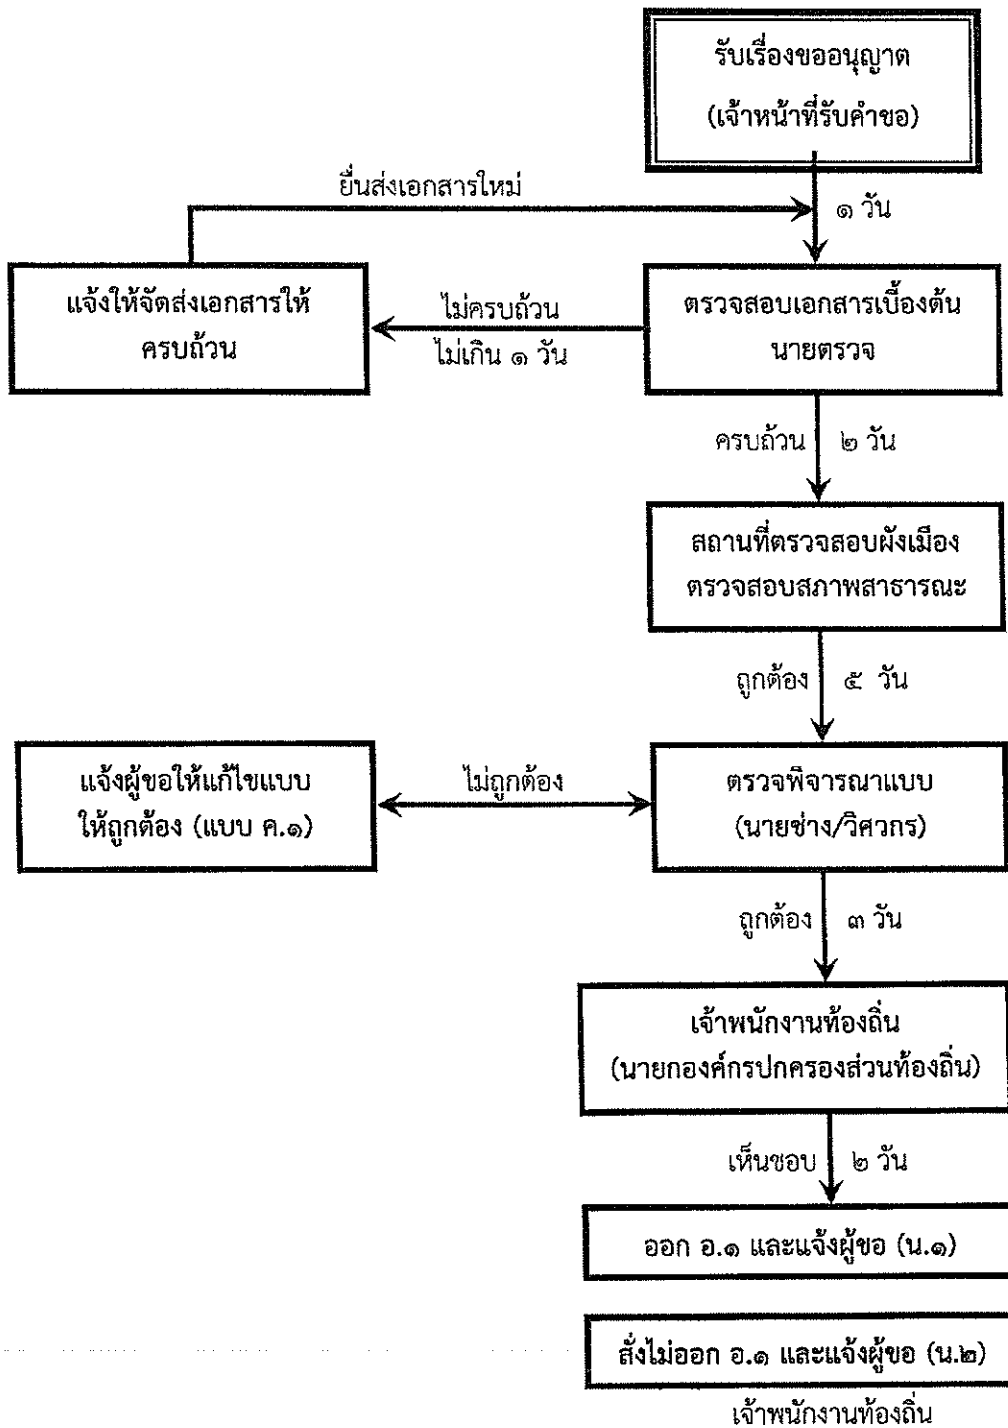 รับเรื่องขออนุญาต
(เจ้าหน้าที่รับคำขอ)
ยื่นส่งเอกสารใหม่
๑ วัน
แจ้งให้จัดส่งเอกสารให้
ครบถ้วน
ไม่ครบถ้วน
ไม่เกิน ๑ วัน
ตรวจสอบเอกสารเบื้องต้น
นายตรวจ
ครบถ้วน ๒ วัน
สถานที่ตรวจสอบผังเมือง
ตรวจสอบสภาพสาธารณะ
ถูกต้อง ๕ วัน
แจ้งผู้ขอให้แก้ไขแบบ
ให้ถูกต้อง (แบบ ค.๑)
ไม่ถูกต้อง
ตรวจพิจารณาแบบ
(นายช่าง/วิศวกร)
ถูกต้อง ๓ วัน
เจ้าพนักงานท้องถิ่น
(นายกองค์กรปกครองส่วนท้องถิ่น)
เห็นชอบ ๒ วัน
ออก อ.๑ และแจ้งผู้ขอ (น.๑)
สั่งไม่ออก อ.๑ และแจ้งผู้ขอ (น.๒)
เจ้าพนักงานท้องถิ่น